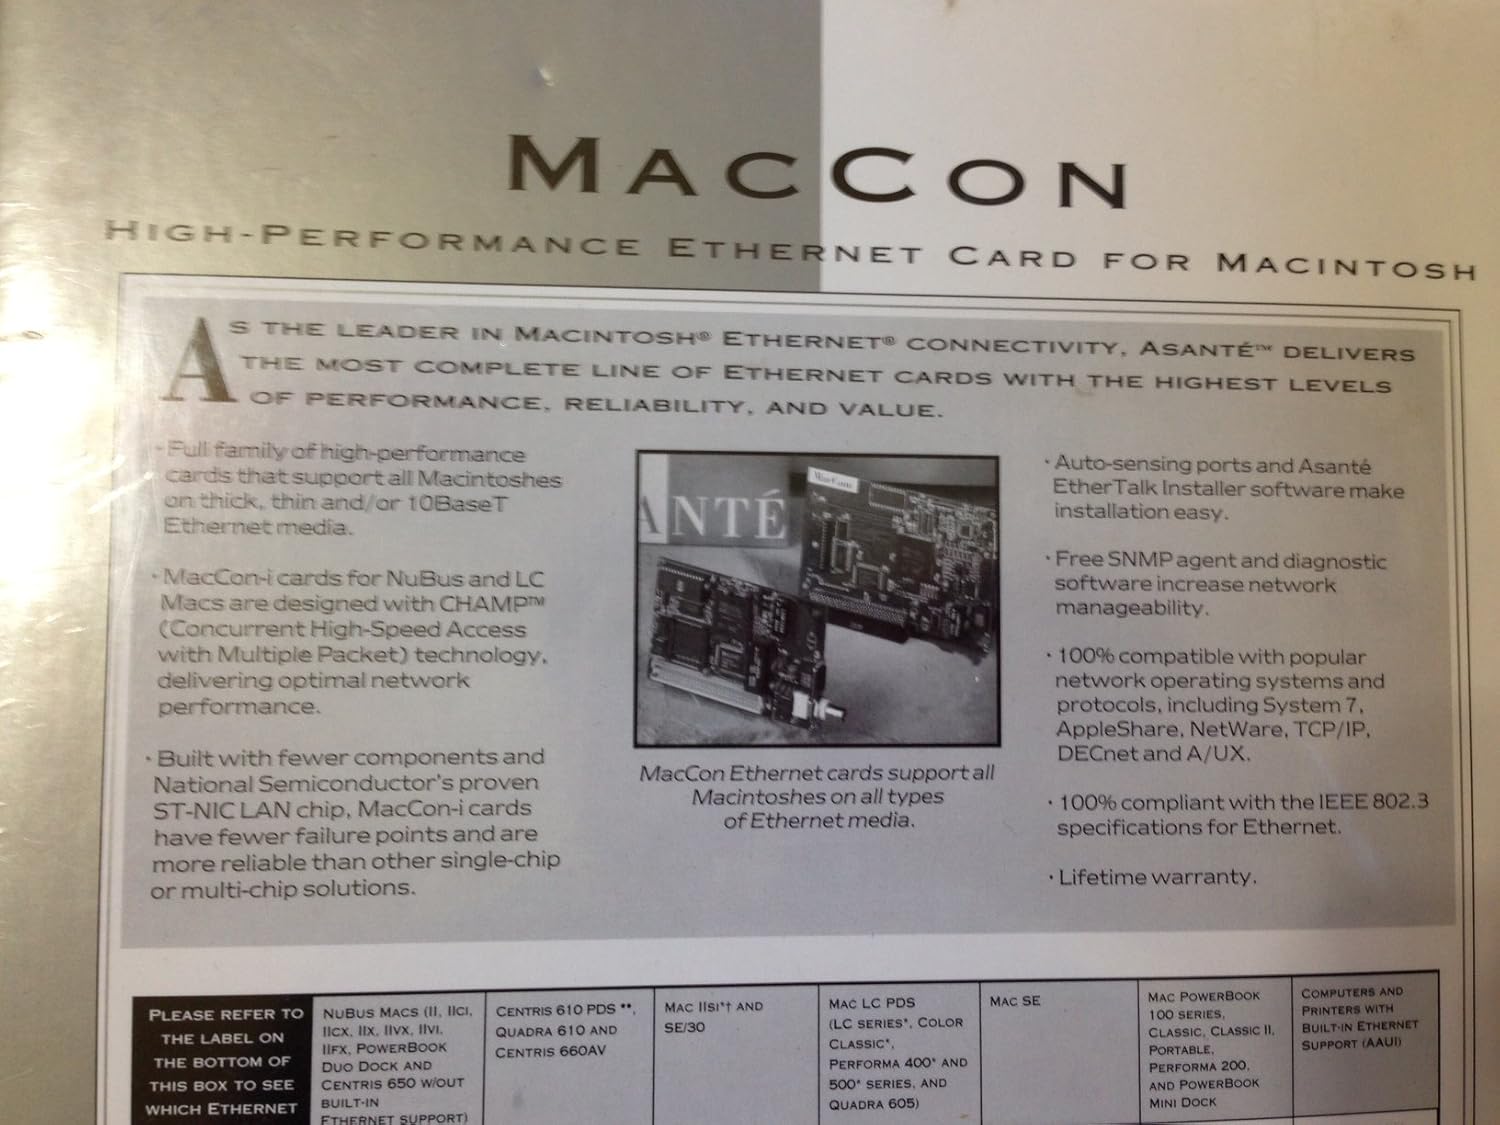 MACCON
HIGH-PERFORMANCE ETHERNET CARD FOR MACINTOSH
AS THE LEADER IN MACINTOSH® ETHERNET® CONNECTIVITY, ASANTÉ™ DELIVERS
THE MOST COMPLETE LINE OF ETHERNET CARDS WITH THE HIGHEST LEVELS
OF PERFORMANCE, RELIABILITY, AND VALUE.
· Full family of high-performance
cards that support all Macintoshes
on thick, thin and/or 10BaseT
Ethernet media.
· MacCon-i cards for NuBus and LC
Macs are designed with CHAMP™
(Concurrent High-Speed Access
with Multiple Packet) technology,
delivering optimal network
performance.
· Built with fewer components and
National Semiconductor's proven
ST-NIC LAN chip, MacCon-i cards
have fewer failure points and are
more reliable than other single-chip
or multi-chip solutions.
ANTÉ
MacCon
MacCon Ethernet cards support all
Macintoshes on all types
of Ethernet media.
· Auto-sensing ports and Asanté
EtherTalk Installer software make
installation easy.
· Free SNMP agent and diagnostic
software increase network
manageability.
· 100% compatible with popular
network operating systems and
protocols, including System 7,
AppleShare, NetWare, TCP/IP,
DECnet and A/UX.
· 100% compliant with the IEEE 802.3
specifications for Ethernet.
· Lifetime warranty.
PLEASE REFER TO
THE LABEL ON
THE BOTTOM OF
THIS BOX TO SEE
WHICH ETHERNET
NUBUS MACS (II, IICI,
IICX, IIX, IIVX, IIVI,
IIFX, POWERBOOK
DUO DOCK AND
CENTRIS 650 W/OUT
BUILT-IN
ETHERNET SUPPORT)
CENTRIS 610 PDS **,
QUADRA 610 AND
CENTRIS 660AV
MAC IISI*† AND
SE/30
MAC LC PDS
(LC SERIES*, COLOR
CLASSIC*,
PERFORMA 400* AND
500* SERIES, AND
QUADRA 605)
MAC SE
MAC POWERBOOK
100 SERIES,
CLASSIC, CLASSIC II,
PORTABLE,
PERFORMA 200,
AND POWERBOOK
MINI DOCK
COMPUTERS AND
PRINTERS WITH
BUILT-IN ETHERNET
SUPPORT (AAUI)